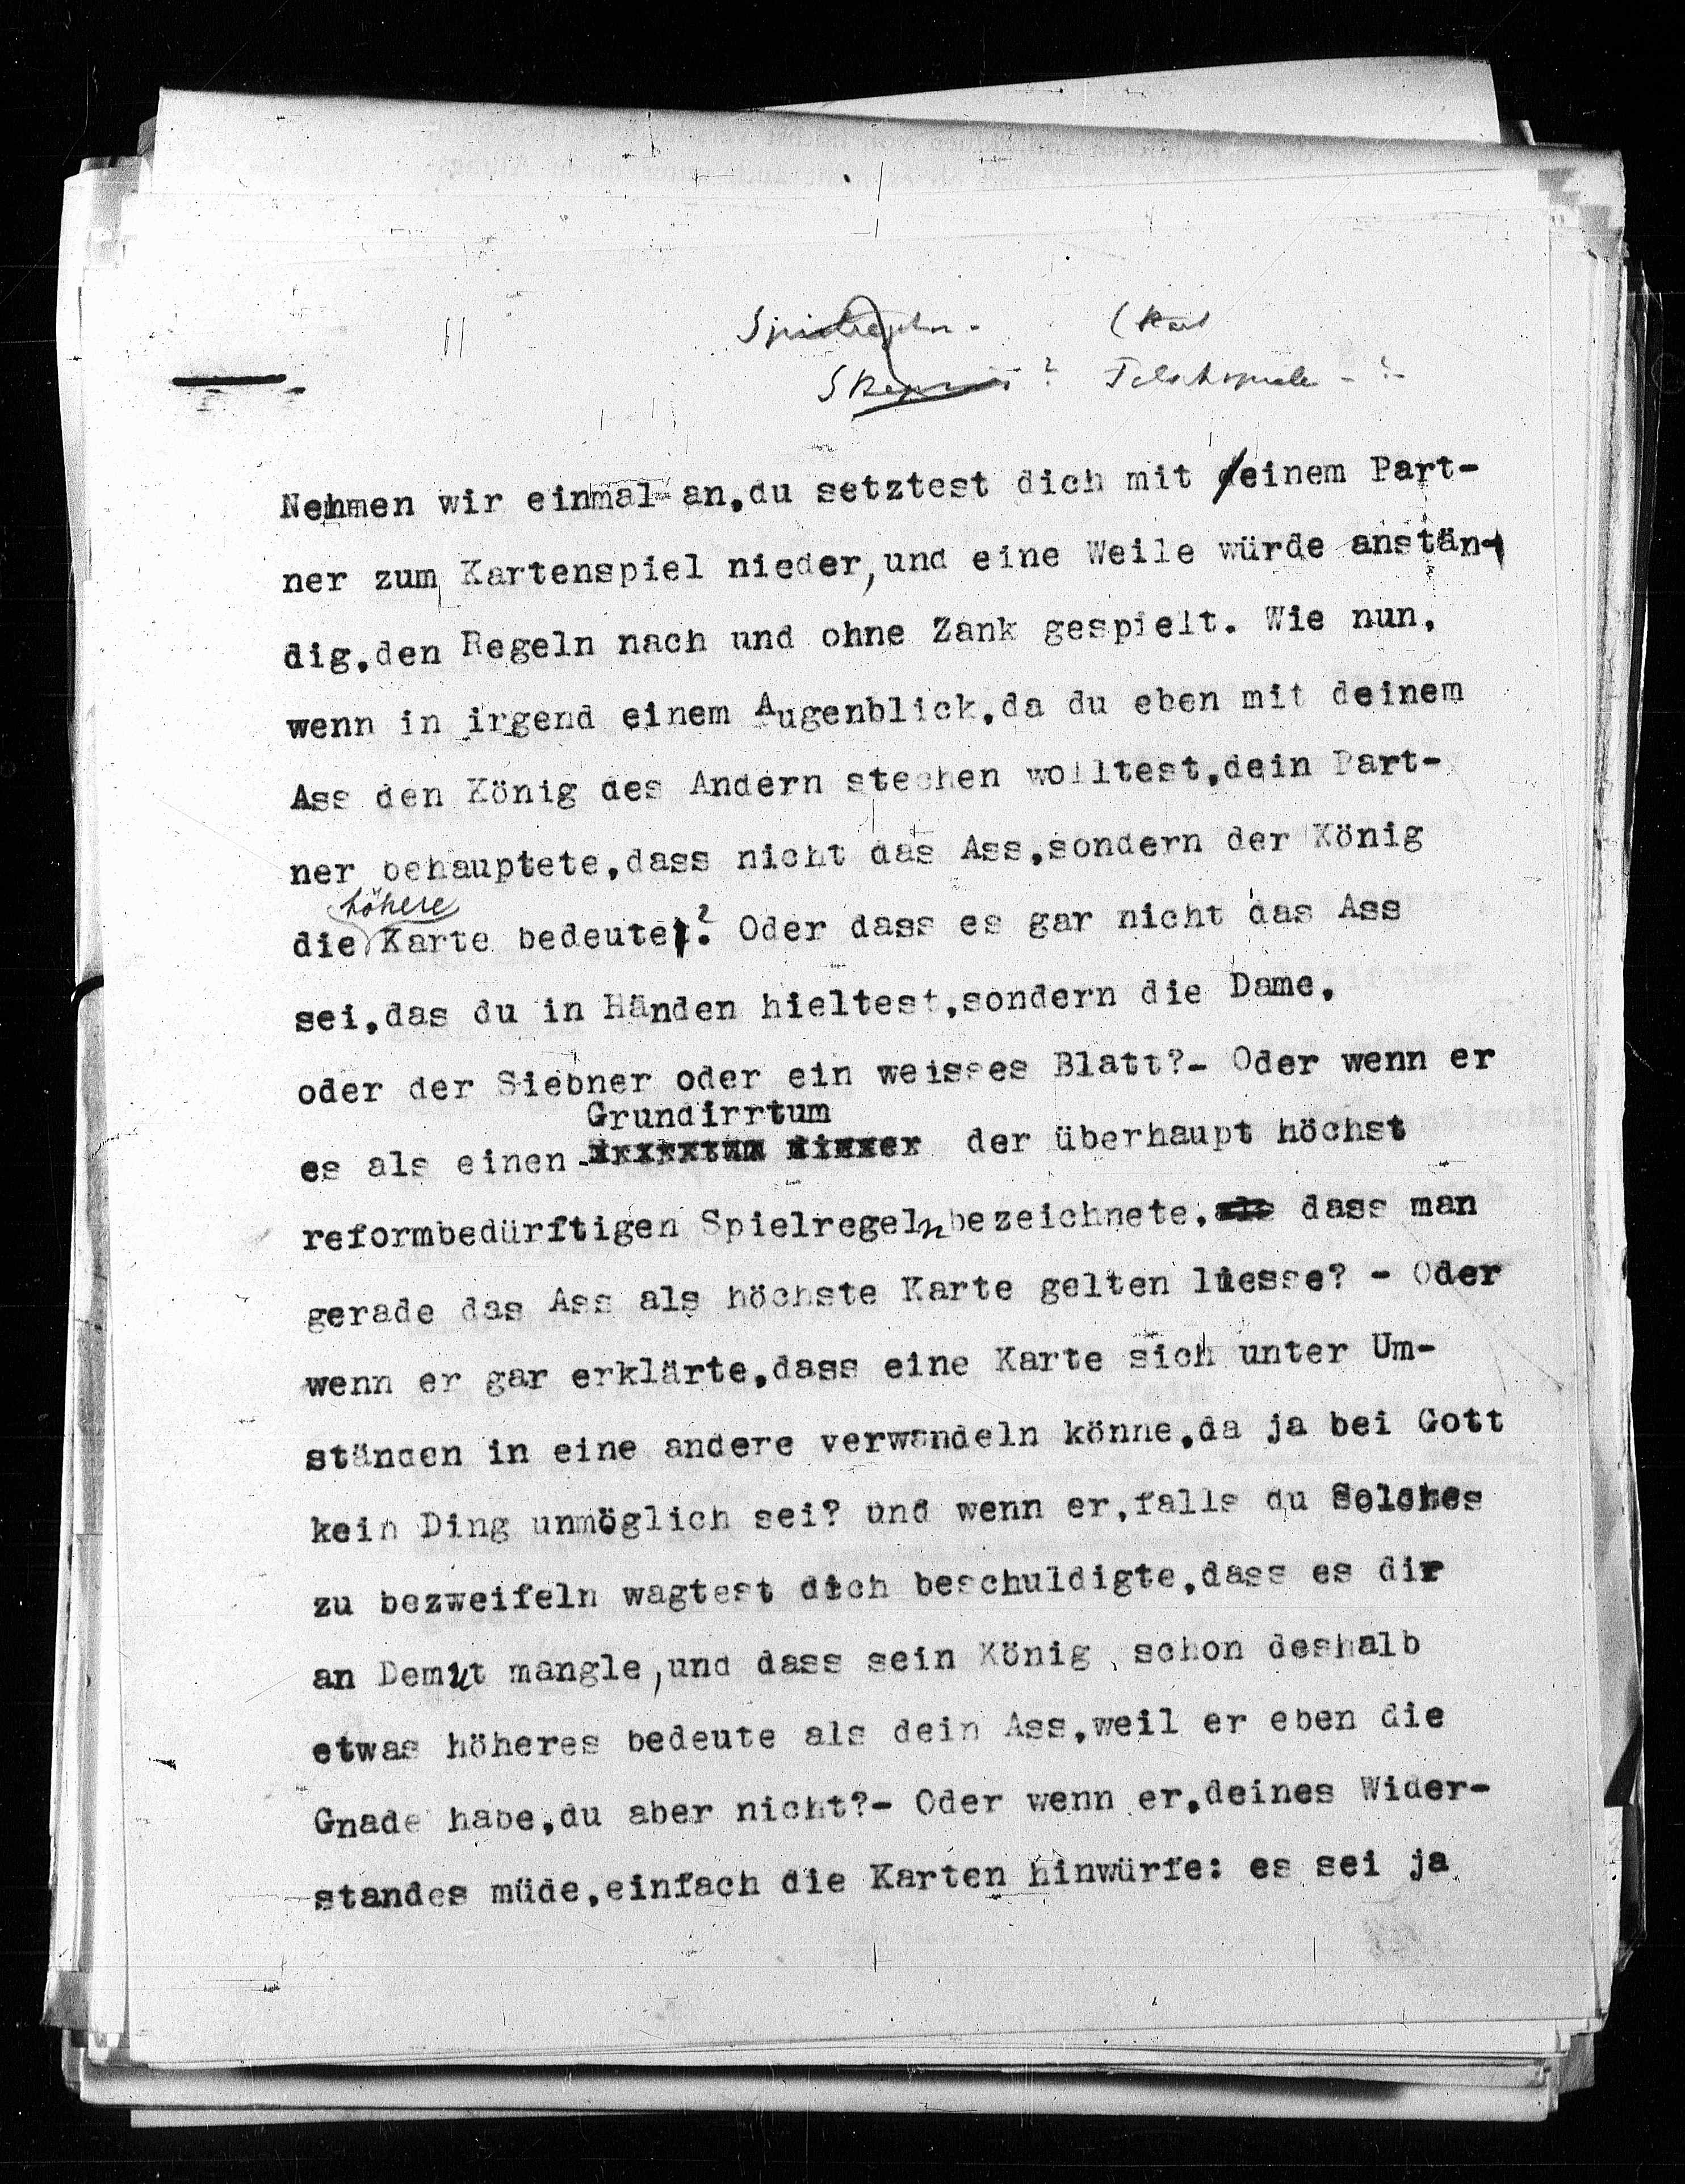 Spielregeln.
Skepsis? Falschspieler - ?
Nehmen wir einmal an,du setztest dich mit einem Part-
ner zum Kartenspiel nieder,und eine Weile würde anstän-
dig,den Regeln nach und ohne Zank gespielt. Wie nun,
wenn in irgend einem Augenblick,da du eben mit deinem
Ass den König des Andern stechen wolltest,dein Part-
ner behauptete,dass nicht das Ass,sondern der König
die höhere Karte bedeute? Oder dass es gar nicht das Ass
sei,das du in Händen hieltest,sondern die Dame,
oder der Siebner oder ein weisses Blatt?- Oder wenn er
es als einen Grundirrtum der überhaupt höchst
reformbedürftigen Spielregeln bezeichnete, dass man
gerade das Ass als höchste Karte gelten liesse? - Oder
wenn er gar erklärte,dass eine Karte sich unter Um-
ständen in eine andere verwandeln könne,da ja bei Gott
kein Ding unmöglich sei? und wenn er,falls du Solches
zu bezweifeln wagtest dich beschuldigte,dass es dir
an Demut mangle,und dass sein König schon deshalb
etwas höheres bedeute als dein Ass,weil er eben die
Gnade habe,du aber nicht?- Oder wenn er,deines Wider-
standes müde,einfach die Karten hinwürfe: es sei ja